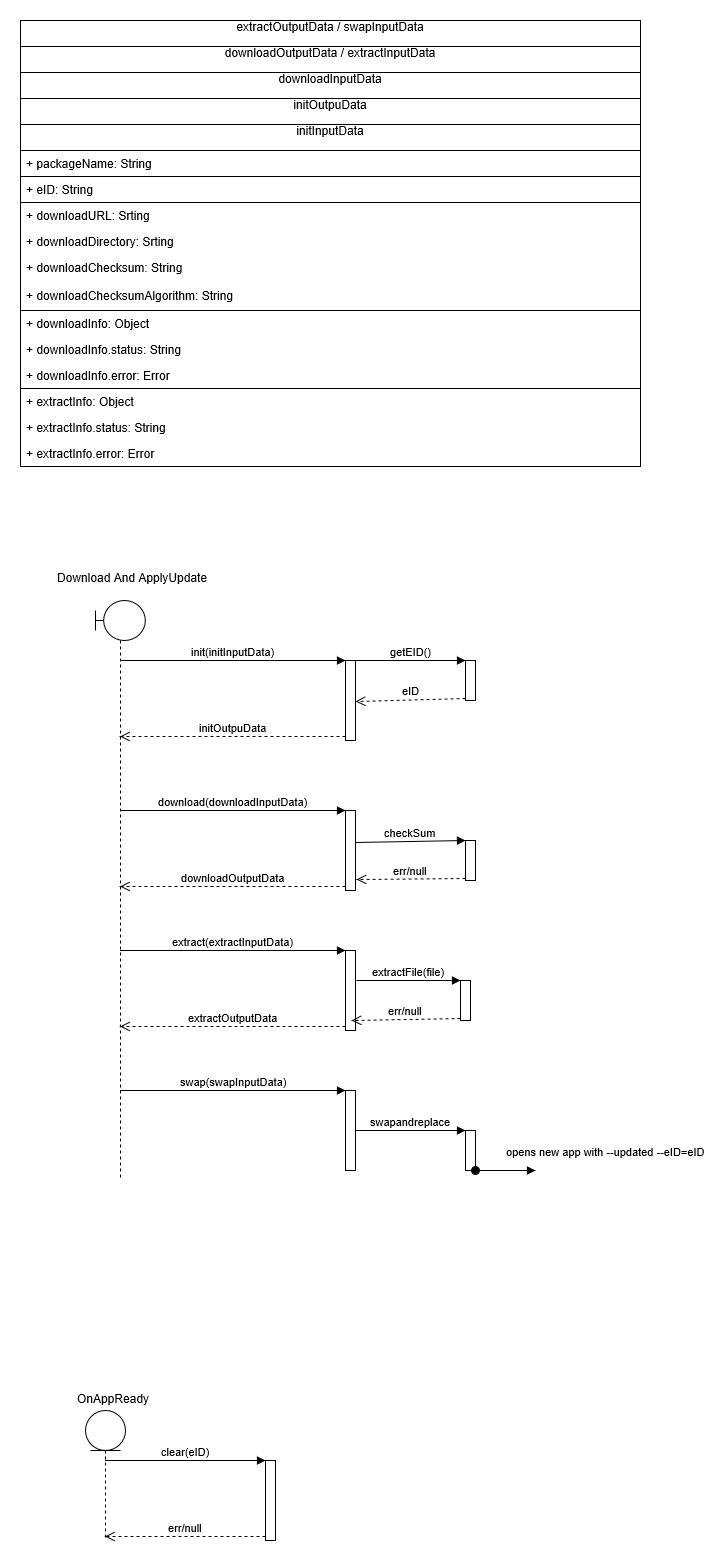 extractOutputData / swapInputData
downloadOutputData / extractInputData
downloadInputData
initOutpuData
initInputData
+ packageName: String
+ eID: String
+ downloadURL: Srting
+ downloadDirectory: Srting
+ downloadChecksum: String
+ downloadChecksumAlgorithm: String
+ downloadInfo: Object
+ downloadInfo.status: String
+ downloadInfo.error: Error
+ extractInfo: Object
+ extractInfo.status: String
+ extractInfo.error: Error
Download And ApplyUpdate
init(initInputData)
getEID()
eID
initOutpuData
download(downloadInputData)
checkSum
err/null
downloadOutputData
extract(extractInputData)
extractFile(file)
err/null
extractOutputData
swap(swapInputData)
swapandreplace
opens new app with --updated --eID=eID
OnAppReady
clear(eID)
err/null